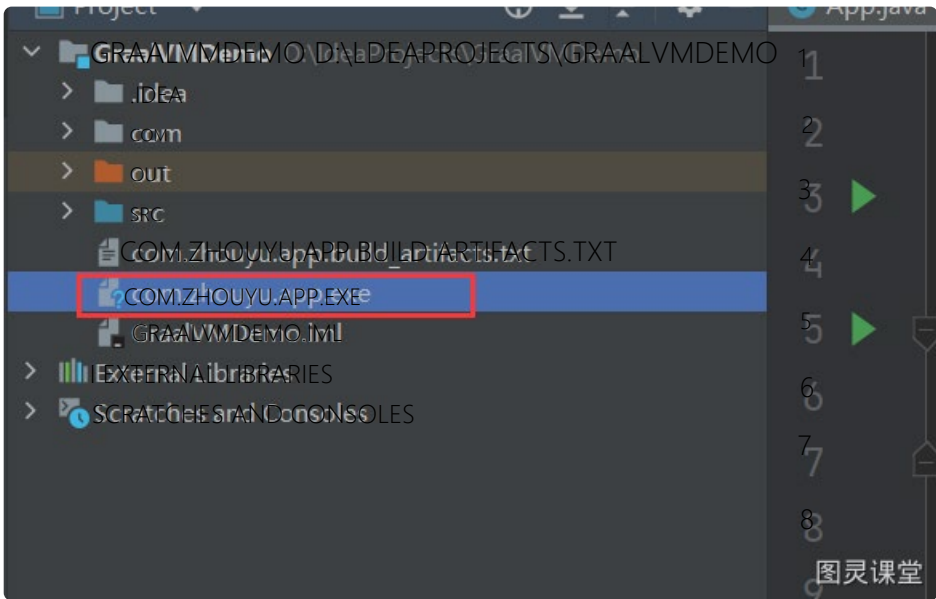 Project App.java
GraalVMDemo D:\IdeaProjects\GraalVMDemo
.idea
com
out
src
com.zhouyu.app.build_artifacts.txt
com.zhouyu.app.exe
GraalVMDemo.iml
External Libraries
Scratches and Consoles
1
2
3
4
5
6
7
8
9
图灵课堂